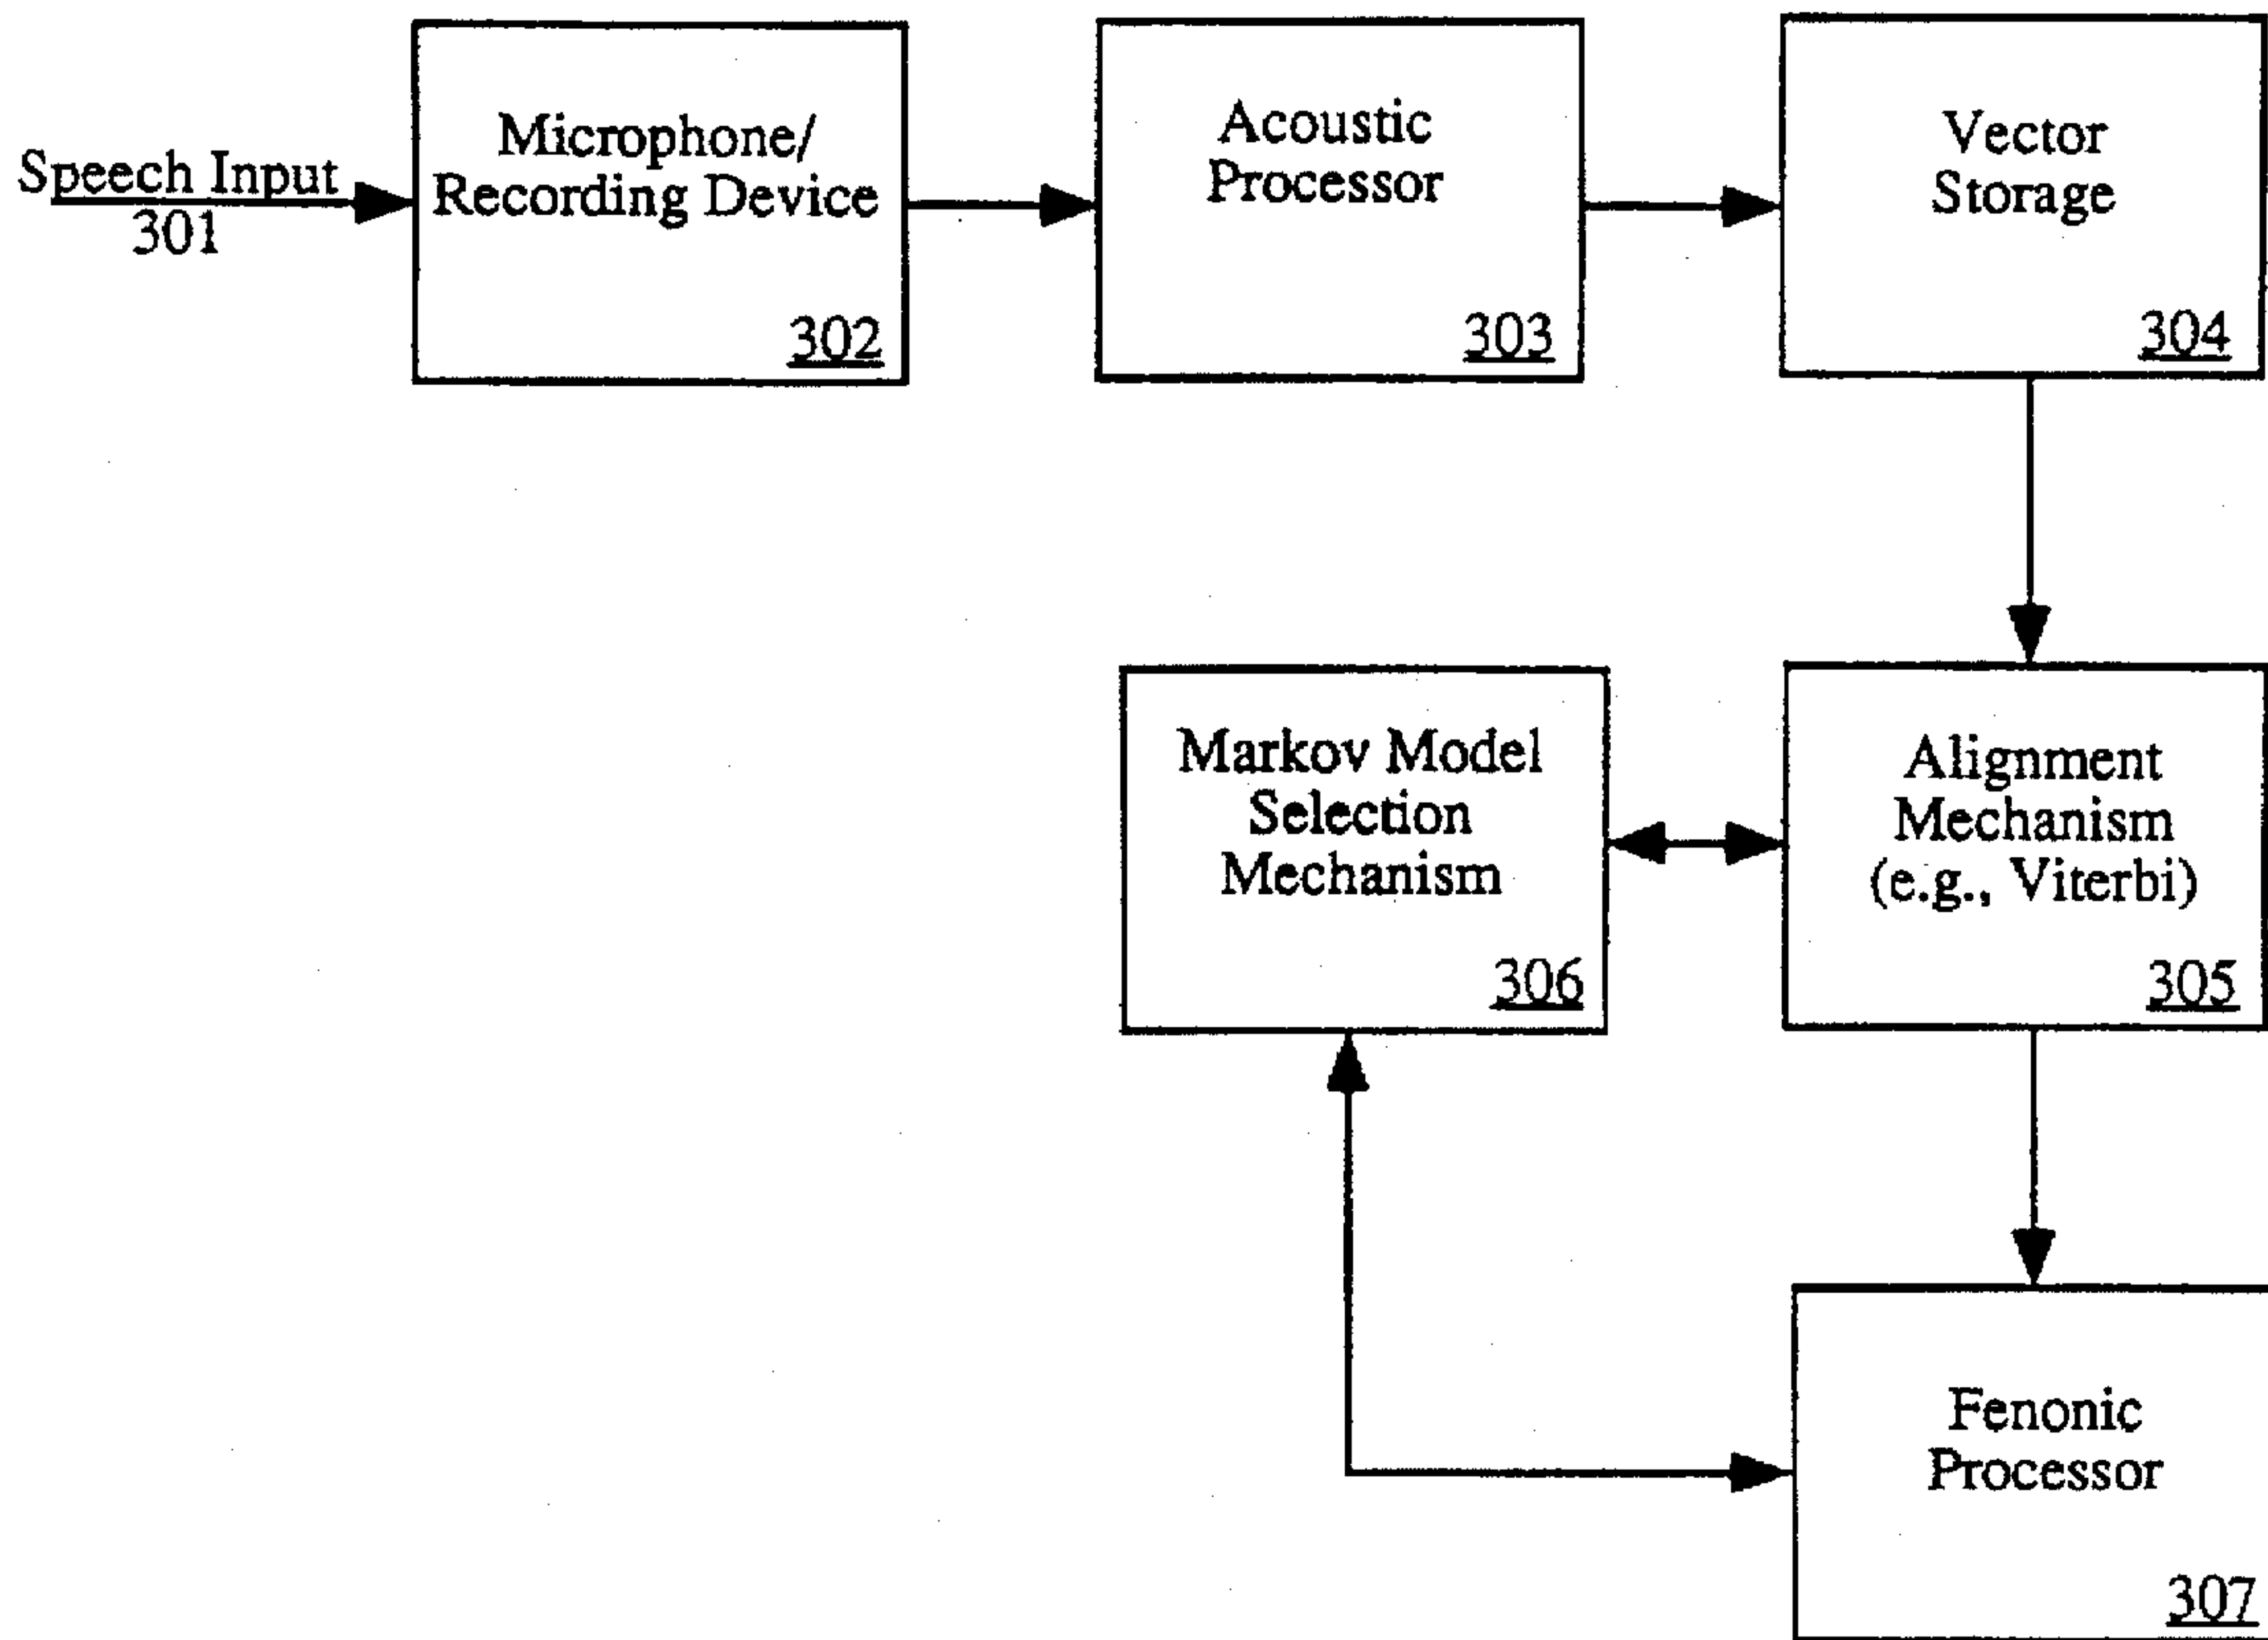 Speech Input
301
Microphone/
Recording Device
302
Acoustic
Processor
303
Vector
Storage
304
Markov Model
Selection
Mechanism
306
Alignment
Mechanism
(e.g., Viterbi)
305
Fenonic
Processor
307